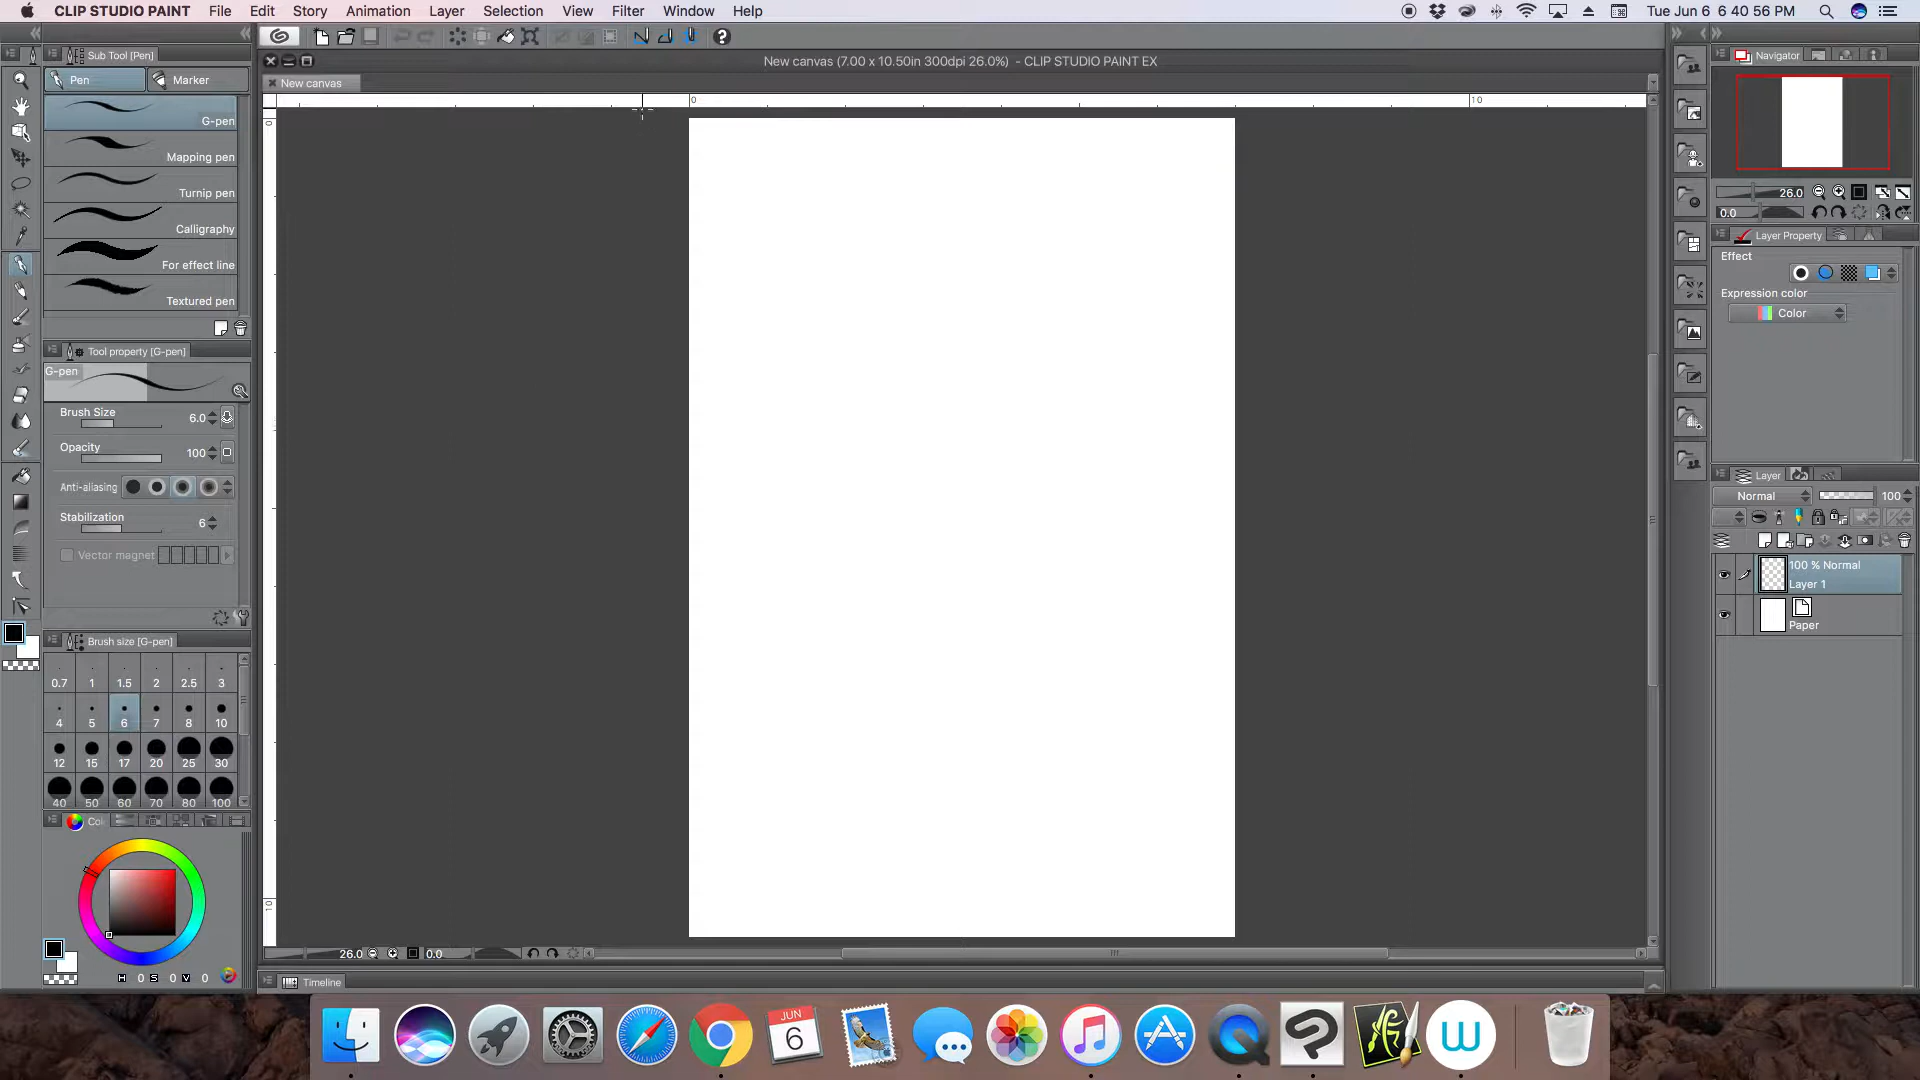 CLIP STUDIO PAINT File Edit Story Animation Layer Selection View Filter Window Help
Tue Jun 6 6 40 56 PM
New canvas (7.00 x 10.50in 300dpi 26.0%) - CLIP STUDIO PAINT EX
New canvas
0 10
0
10
Sub Tool [Pen]
Pen Marker
G-pen
Mapping pen
Turnip pen
Calligraphy
For effect line
Textured pen
Tool property [G-pen]
G-pen
Brush Size 6.0
Opacity 100
Anti-aliasing
Stabilization 6
Vector magnet
Brush size [G-pen]
0.7 1 1.5 2 2.5 3
4 5 6 7 8 10
12 15 17 20 25 30
40 50 60 70 80 100
Col
H 0 S 0 V 0
26.0 0.0
Timeline
Navigator
26.0
0.0
Layer Property
Effect
Expression color
Color
Layer
Normal 100
100 % Normal
Layer 1
Paper
JUN
6